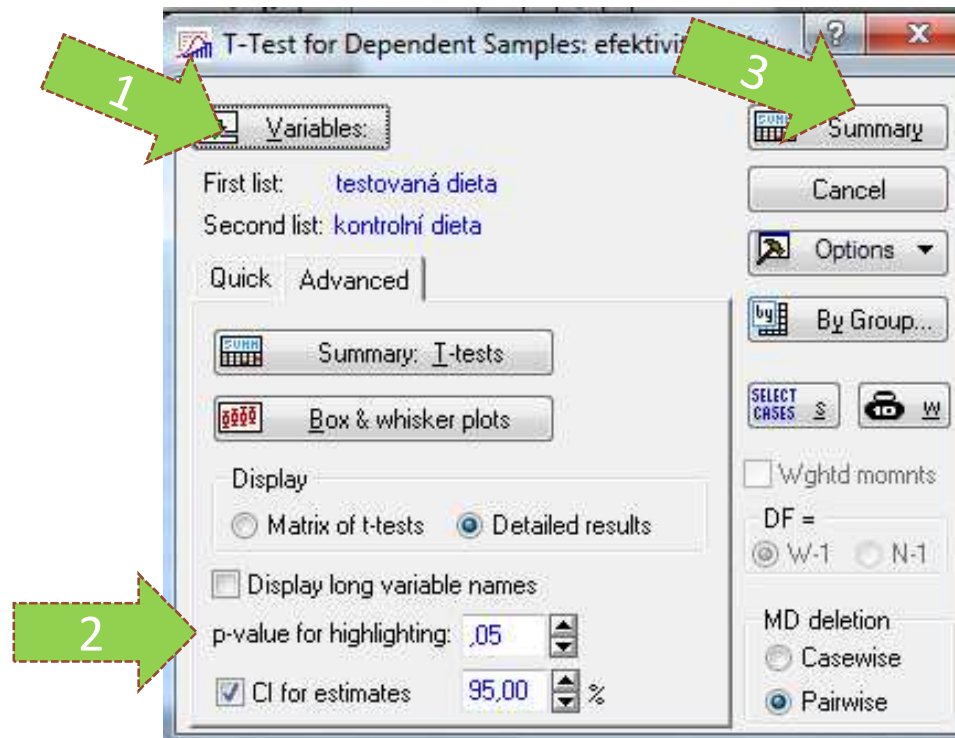 T-Test for Dependent Samples:
1
3
Variables:
Summary
First list: testovaná dieta
Cancel
Second list: kontrolní dieta
Options
Quick Advanced
By Group...
Summary: T-tests
SELECT CASES S
W
Box & whisker plots
Wghtd momnts
Display
DF =
Matrix of t-tests Detailed results
W-1 N-1
Display long variable names
2
p-value for highlighting: ,05
MD deletion
Casewise
CI for estimates 95,00 %
Pairwise